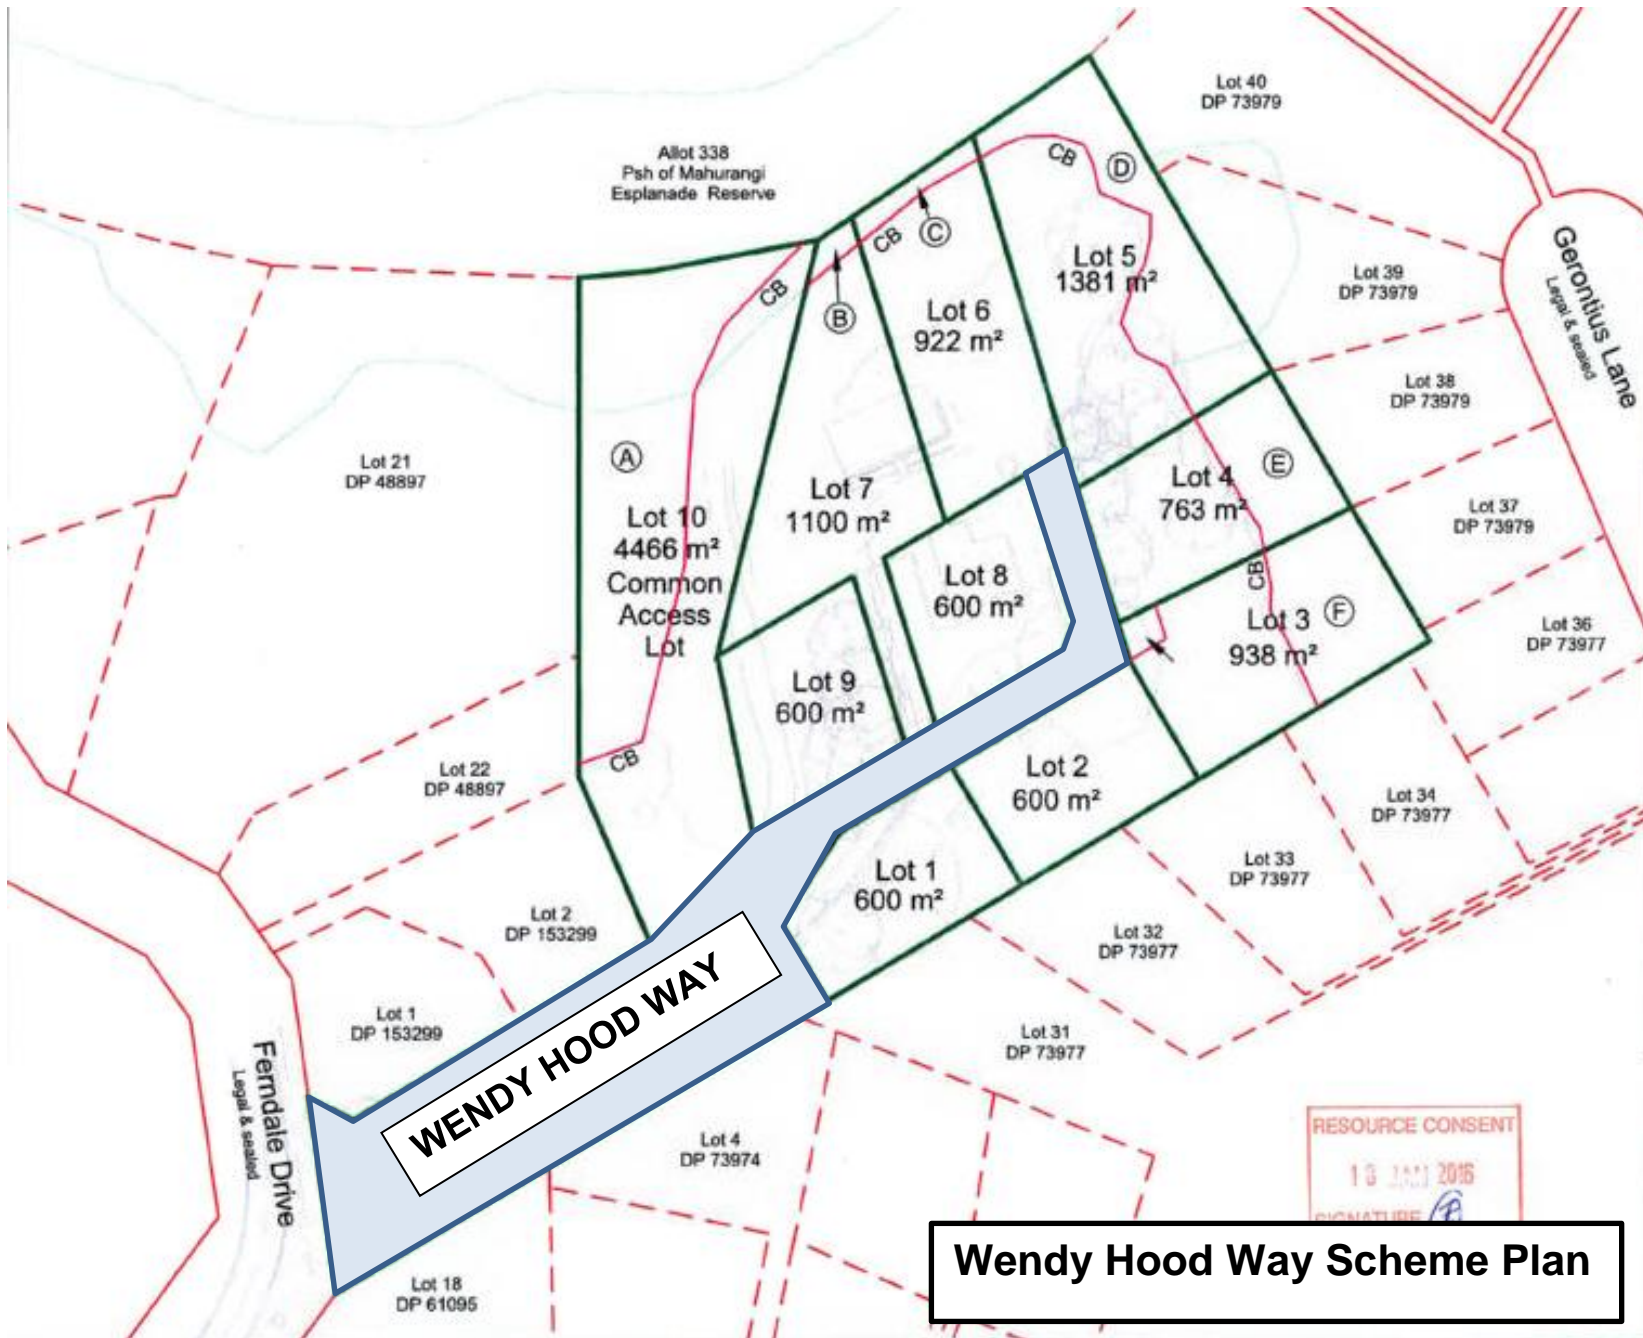 Lot 40
DP 73979
Allot 338
Psh of Mahurangi
Esplanade Reserve
CB
D
C
CB
Lot 5
1381 m²
Gerontius Lane
Legal & sealed
Lot 39
DP 73979
CB
B
Lot 6
922 m²
Lot 38
DP 73979
Lot 21
DP 48897
A
Lot 7
1100 m²
Lot 4
763 m²
E
Lot 37
DP 73979
Lot 10
4466 m²
Common
Access
Lot
Lot 8
600 m²
CB
Lot 3
938 m²
F
Lot 36
DP 73977
Lot 9
600 m²
CB
Lot 22
DP 48897
Lot 2
600 m²
Lot 34
DP 73977
Lot 1
600 m²
Lot 33
DP 73977
Lot 2
DP 153299
Lot 32
DP 73977
WENDY HOOD WAY
Lot 1
DP 153299
Lot 31
DP 73977
Ferndale Drive
Legal & sealed
Lot 4
DP 73974
RESOURCE CONSENT
2016
SIGNATURE
Wendy Hood Way Scheme Plan
Lot 18
DP 61095